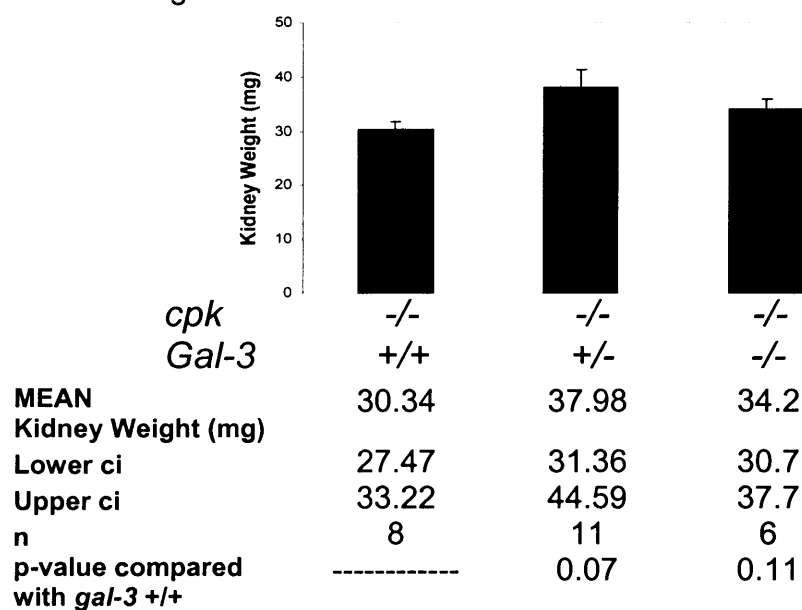 50
40
30
20
10
0
Kidney Weight (mg)
cpk -/- -/- -/-
Gal-3 +/+ +/- -/-
MEAN 30.34 37.98 34.2
Kidney Weight (mg)
Lower ci 27.47 31.36 30.7
Upper ci 33.22 44.59 37.7
n 8 11 6
p-value compared ------------ 0.07 0.11
with gal-3 +/+